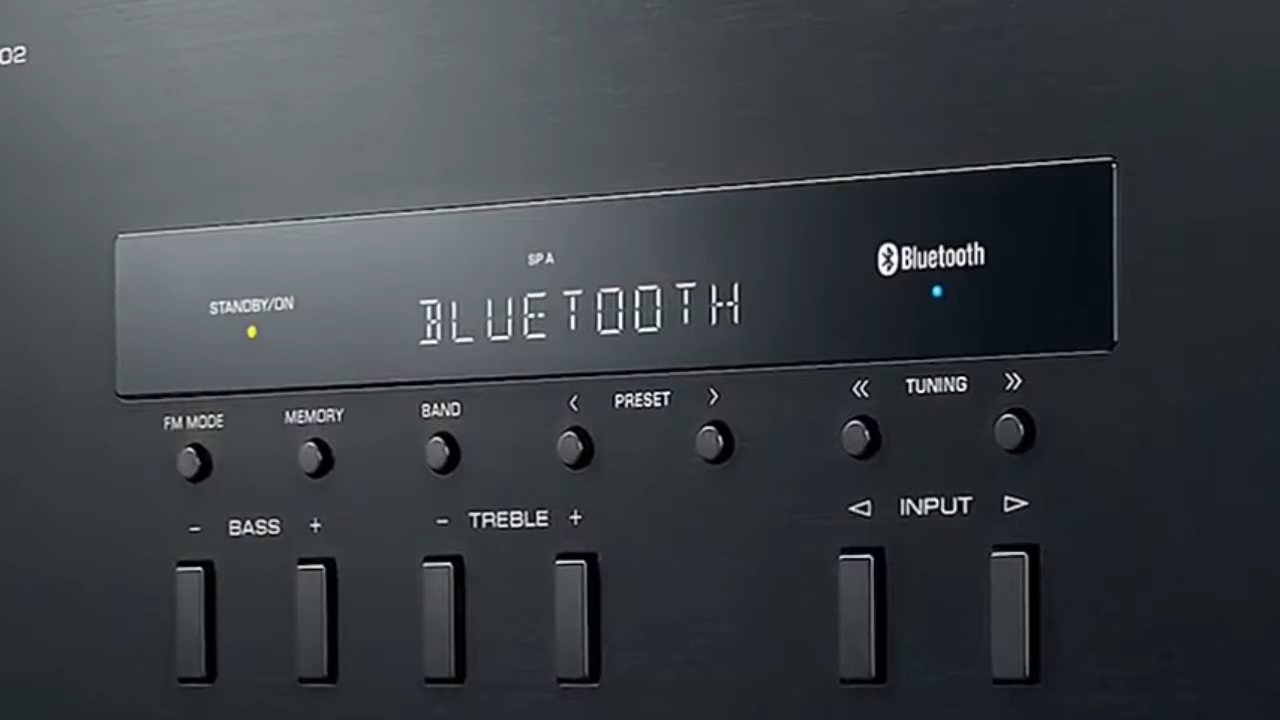 02
SP A
Bluetooth
STANDBY/ON
BLUETOOTH
FM MODE MEMORY BAND < PRESET > << TUNING >>
- BASS + - TREBLE + ◁ INPUT ▷